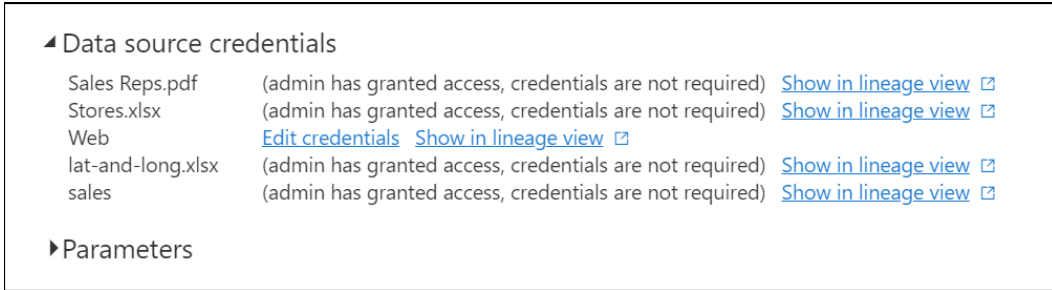 Data source credentials
Sales Reps.pdf (admin has granted access, credentials are not required) Show in lineage view
Stores.xlsx (admin has granted access, credentials are not required) Show in lineage view
Web Edit credentials Show in lineage view
lat-and-long.xlsx (admin has granted access, credentials are not required) Show in lineage view
sales (admin has granted access, credentials are not required) Show in lineage view
Parameters